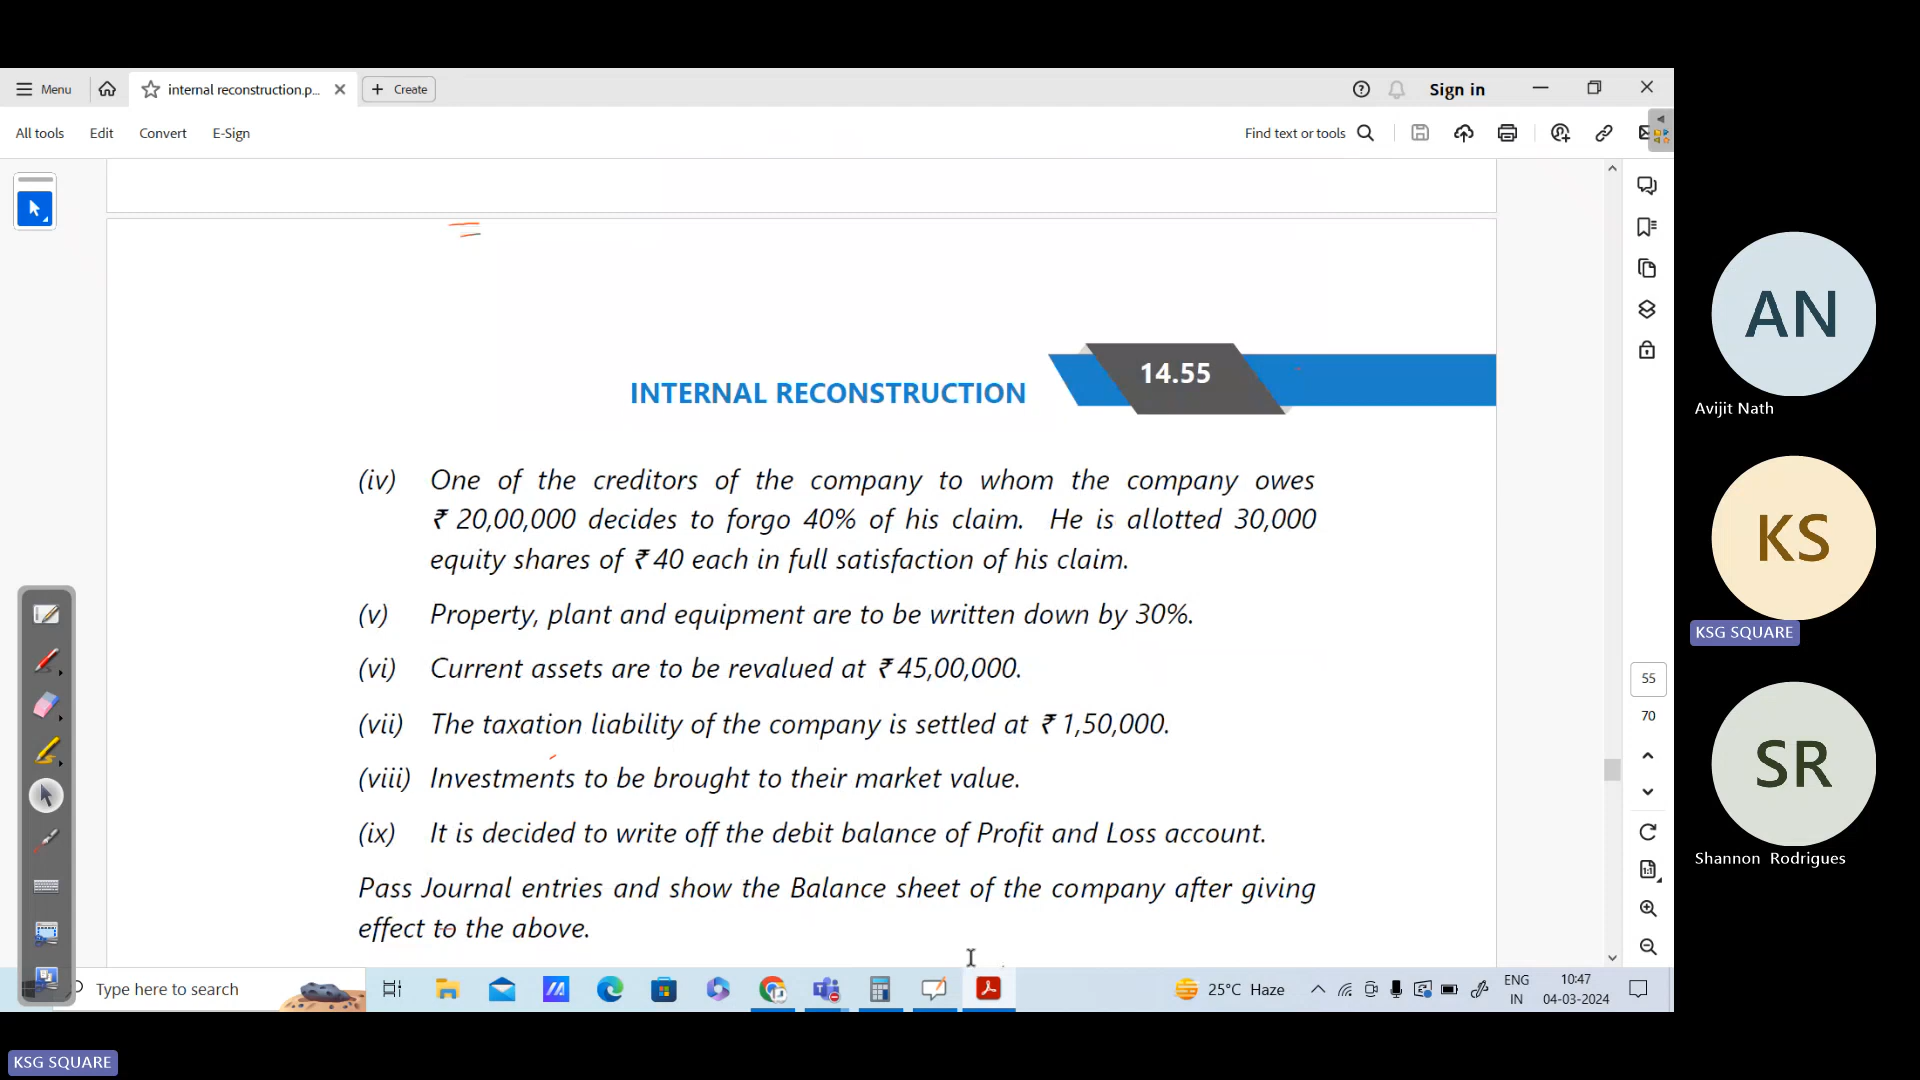 Menu
internal reconstruction.p...
Create
Sign in
All tools
Edit
Convert
E-Sign
Find text or tools
INTERNAL RECONSTRUCTION
14.55
(iv) One of the creditors of the company to whom the company owes
₹ 20,00,000 decides to forgo 40% of his claim. He is allotted 30,000
equity shares of ₹ 40 each in full satisfaction of his claim.
(v) Property, plant and equipment are to be written down by 30%.
(vi) Current assets are to be revalued at ₹ 45,00,000.
(vii) The taxation liability of the company is settled at ₹ 1,50,000.
(viii) Investments to be brought to their market value.
(ix) It is decided to write off the debit balance of Profit and Loss account.
Pass Journal entries and show the Balance sheet of the company after giving
effect to the above.
55
70
1:1
AN
Avijit Nath
KS
KSG SQUARE
SR
Shannon Rodrigues
Type here to search
25°C Haze
ENG
IN
10:47
04-03-2024
KSG SQUARE